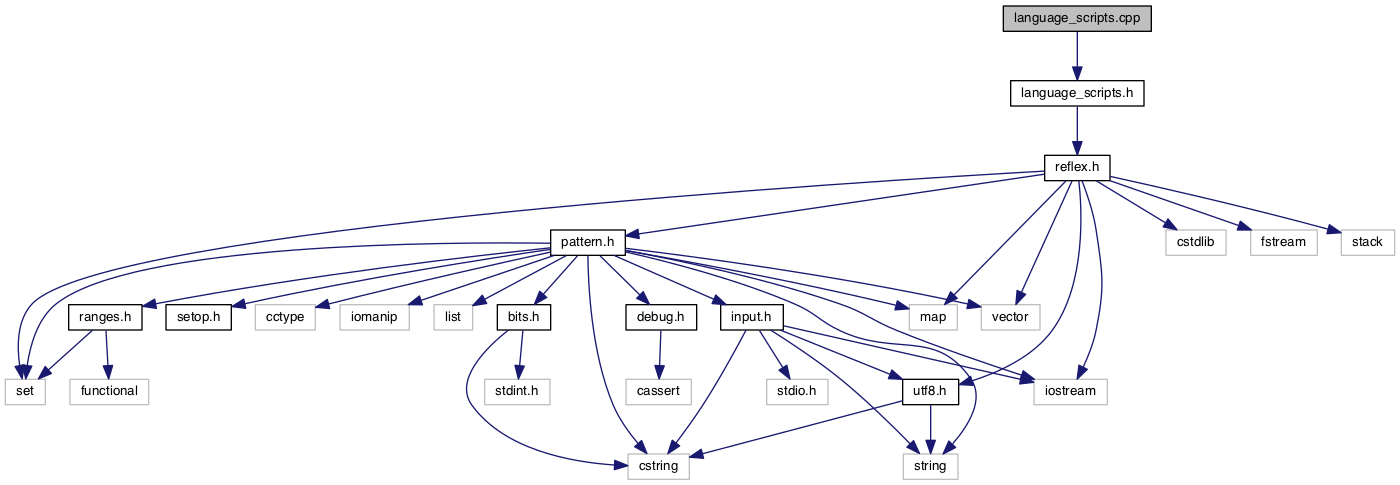 language_scripts.cpp
language_scripts.h
reflex.h
pattern.h
cstdlib
fstream
stack
ranges.h
setop.h
cctype
iomanip
list
bits.h
debug.h
input.h
map
vector
set
functional
stdint.h
cassert
stdio.h
utf8.h
iostream
cstring
string